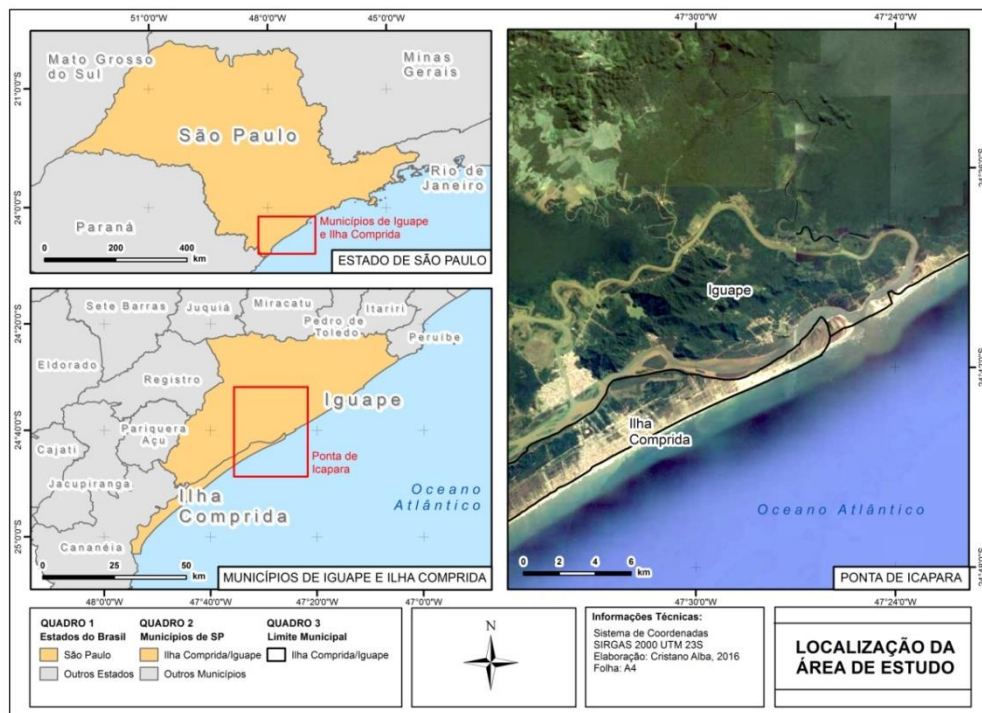 51°0'0"W
48°0'0"W
45°0'0"W
21°0'0"S
24°0'0"S
Mato Grosso
do Sul
Minas
Gerais
São Paulo
Rio de
Janeiro
Paraná
Municípios de Iguape
e Ilha Comprida
0 200 400
km
ESTADO DE SÃO PAULO
24°20'0"S
24°40'0"S
25°0'0"S
Sete Barras
Juquiá
Miracatu
Itariri
Pedro de
Toledo
Peruíbe
Eldorado
Registro
Iguape
Pariquera
Açu
Cajati
Ponta de
Icapara
Jacupiranga
Ilha
Comprida
Oceano
Atlântico
Cananéia
0 25 50
km
MUNICÍPIOS DE IGUAPE E ILHA COMPRIDA
48°0'0"W
47°40'0"W
47°20'0"W
47°0'0"W
47°30'0"W
47°24'0"W
Iguape
Ilha
Comprida
Oceano Atlântico
0 2 4 6
km
PONTA DE ICAPARA
24°48'0"S
47°30'0"W
47°24'0"W
QUADRO 1
Estados do Brasil
São Paulo
Outros Estados
QUADRO 2
Municípios de SP
Ilha Comprida/Iguape
Outros Municípios
QUADRO 3
Limite Municipal
Ilha Comprida/Iguape
N
Informações Técnicas:
Sistema de Coordenadas
SIRGAS 2000 UTM 23S
Elaboração: Cristano Alba, 2016
Folha: A4
LOCALIZAÇÃO DA
ÁREA DE ESTUDO